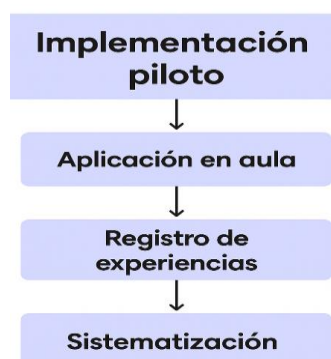 Implementación
piloto
Aplicación en aula
Registro de
experiencias
Sistematización